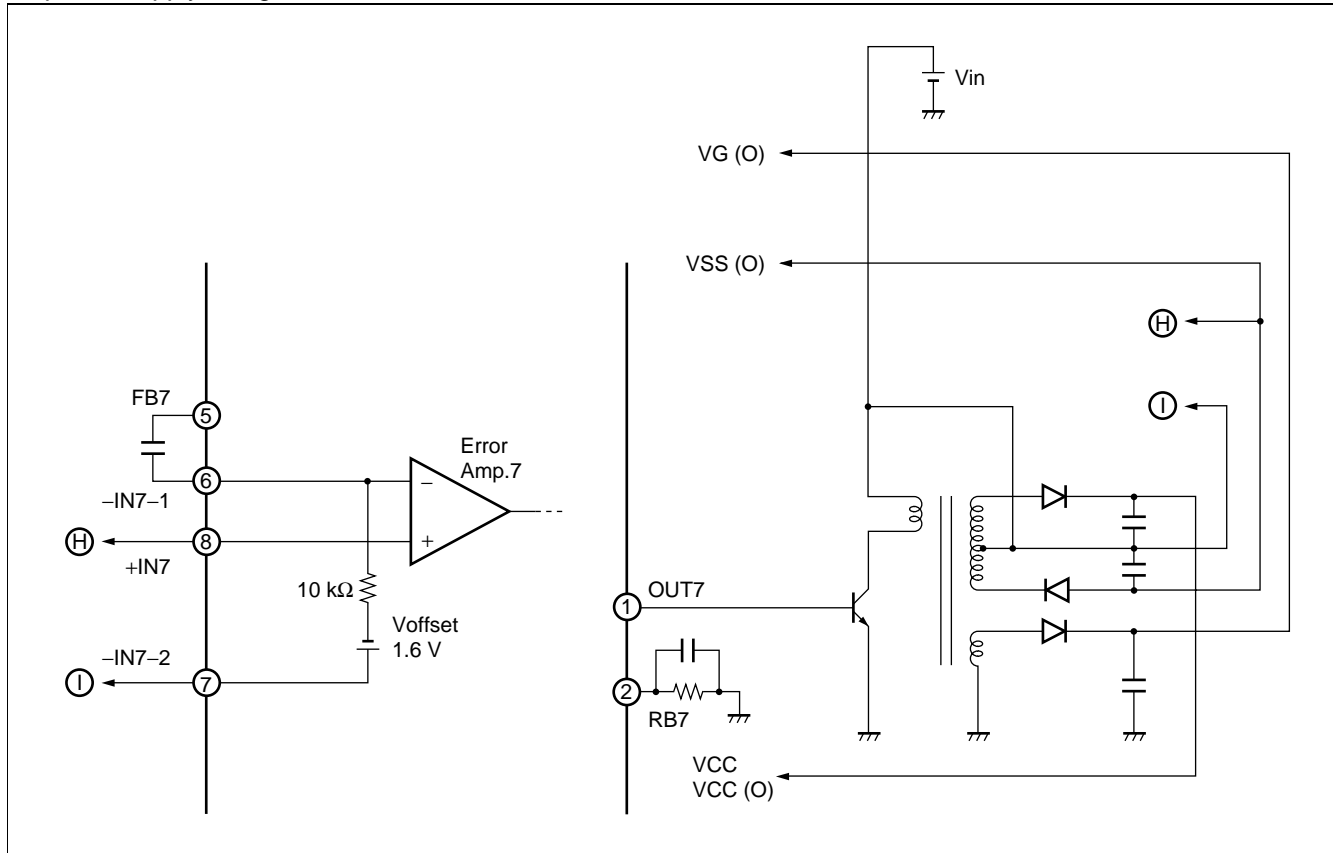 Vin
VG (O)
VSS (O)
H
I
FB7
5
6
Error
Amp.7
−
−IN7−1
H
8
+
+IN7
10 kΩ
1
OUT7
Voffset
1.6 V
−IN7−2
I
7
2
RB7
VCC
VCC (O)